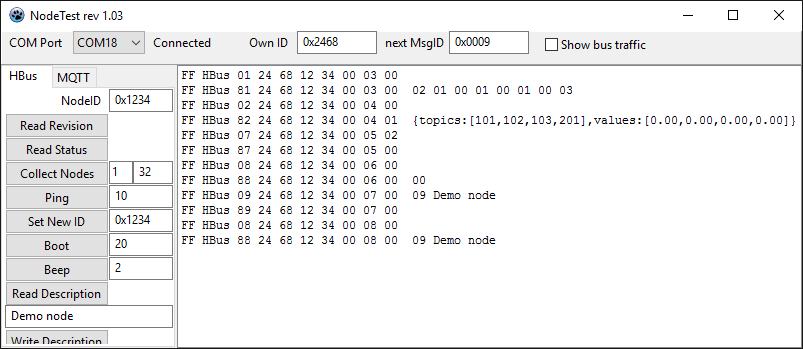 NodeTest rev 1.03
COM Port COM18 Connected Own ID 0x2468 next MsgID 0x0009 Show bus traffic
HBus MQTT
NodeID 0x1234
Read Revision
Read Status
Collect Nodes 1 32
Ping 10
Set New ID 0x1234
Boot 20
Beep 2
Read Description
Demo node
Write Description
FF HBus 01 24 68 12 34 00 03 00
FF HBus 81 24 68 12 34 00 03 00 02 01 00 01 00 01 00 03
FF HBus 02 24 68 12 34 00 04 00
FF HBus 82 24 68 12 34 00 04 01 {topics:[101,102,103,201],values:[0.00,0.00,0.00,0.00]}
FF HBus 07 24 68 12 34 00 05 02
FF HBus 87 24 68 12 34 00 05 00
FF HBus 08 24 68 12 34 00 06 00
FF HBus 88 24 68 12 34 00 06 00 00
FF HBus 09 24 68 12 34 00 07 00 09 Demo node
FF HBus 89 24 68 12 34 00 07 00
FF HBus 08 24 68 12 34 00 08 00
FF HBus 88 24 68 12 34 00 08 00 09 Demo node